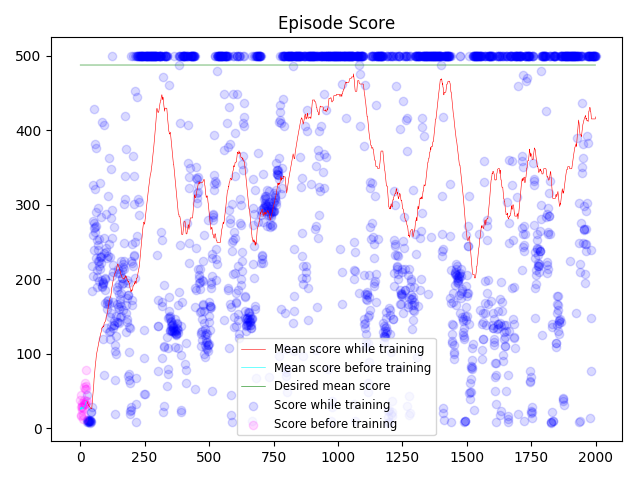 Episode Score
500
400
300
200
100
0
Mean score while training
Mean score before training
Desired mean score
Score while training
Score before training
0 250 500 750 1000 1250 1500 1750 2000